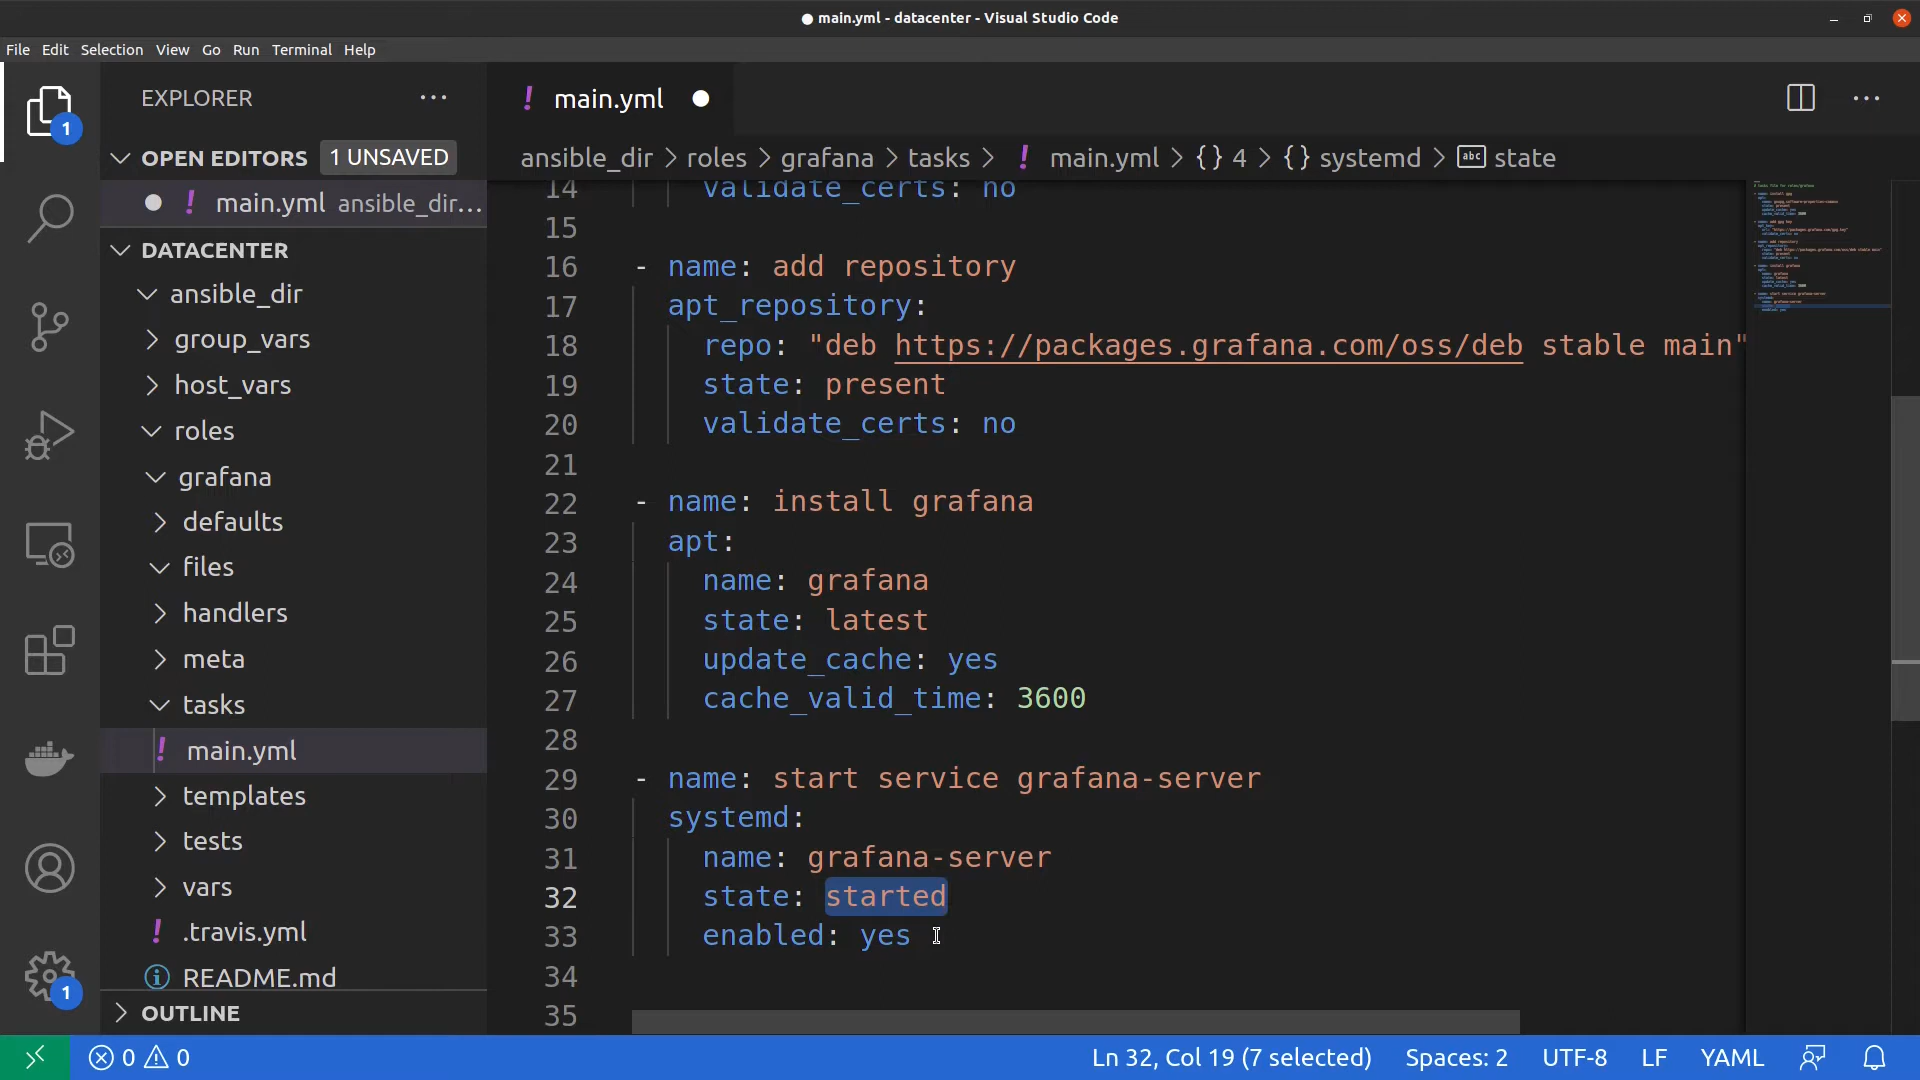 main.yml - datacenter - Visual Studio Code
File Edit Selection View Go Run Terminal Help
EXPLORER
OPEN EDITORS 1 UNSAVED
main.yml ansible_dir...
DATACENTER
ansible_dir
group_vars
host_vars
roles
grafana
defaults
files
handlers
meta
tasks
main.yml
templates
tests
vars
.travis.yml
README.md
OUTLINE
1
1
main.yml
ansible_dir > roles > grafana > tasks > ! main.yml > {} 4 > {} systemd > abc state
14 validate_certs: no
15
16 - name: add repository
17 apt_repository:
18 repo: "deb https://packages.grafana.com/oss/deb stable main"
19 state: present
20 validate_certs: no
21
22 - name: install grafana
23 apt:
24 name: grafana
25 state: latest
26 update_cache: yes
27 cache_valid_time: 3600
28
29 - name: start service grafana-server
30 systemd:
31 name: grafana-server
32 state: started
33 enabled: yes
34
35
0 0 Ln 32, Col 19 (7 selected) Spaces: 2 UTF-8 LF YAML